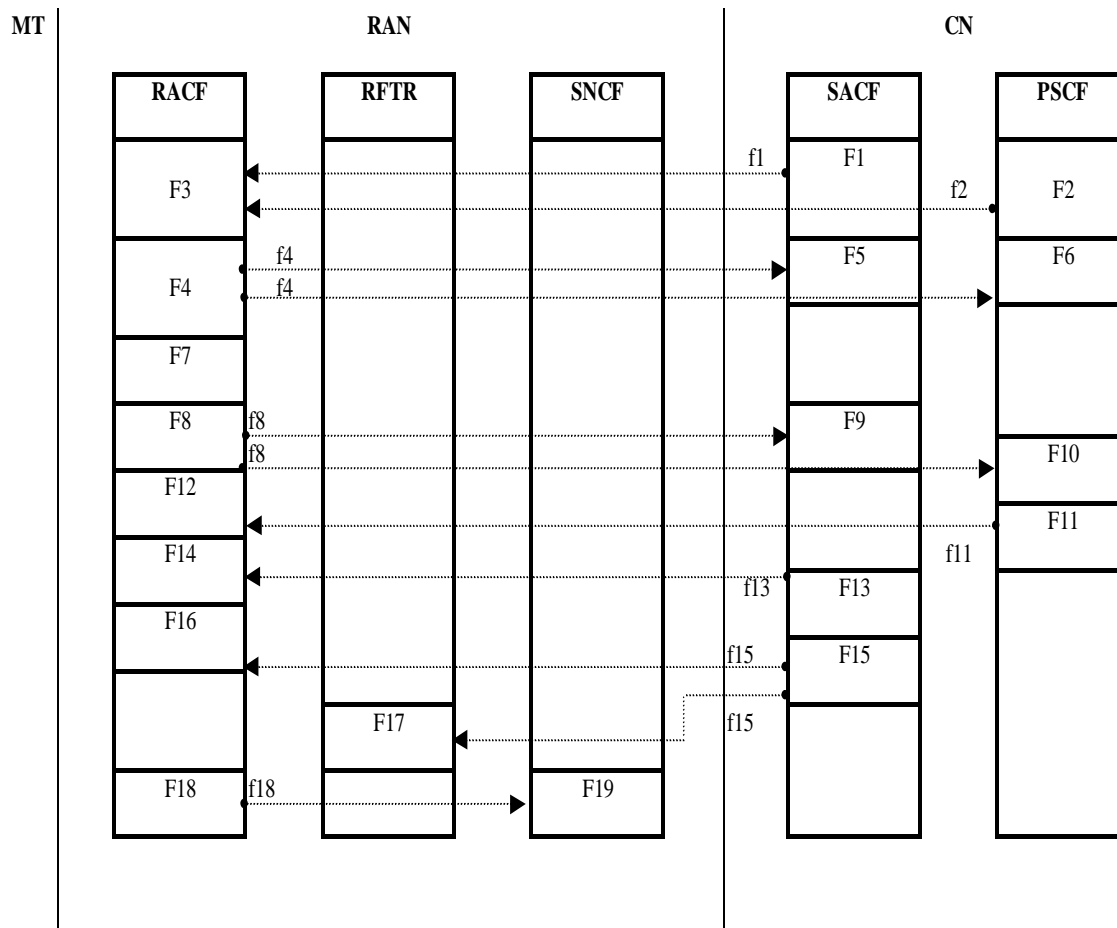 MT RAN CN
RACF RFTR SNCF SACF PSCF
f1 F1
F3 f2 F2
f4 F5 F6
F4 f4
F7
F8 f8 F9
f8 F10
F12
F11
F14 f11
f13 F13
F16
f15 F15
F17 f15
F18 f18 F19